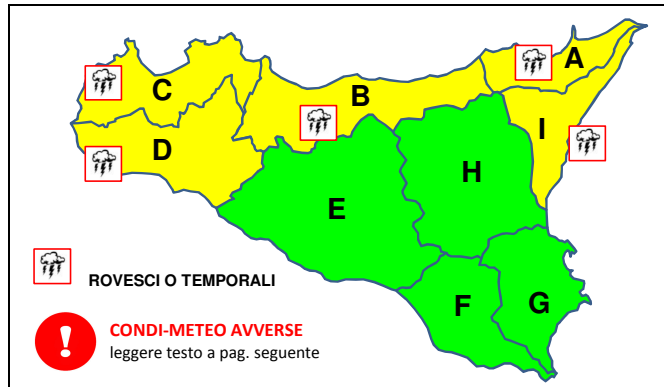 A
B
C
I
D
H
E
ROVESCI O TEMPORALI
F
G
CONDI-METEO AVVERSE
leggere testo a pag. seguente